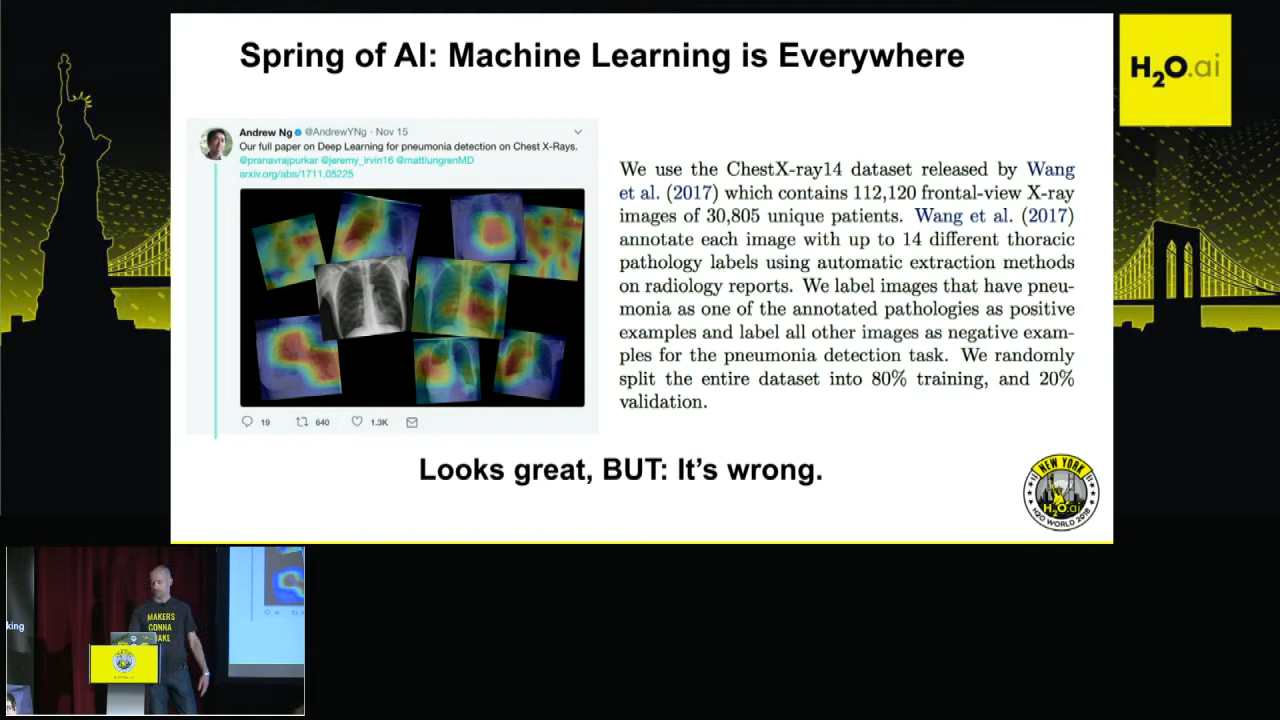 Spring of AI: Machine Learning is Everywhere
H2O.ai
Andrew Ng @AndrewYNg · Nov 15
Our full paper on Deep Learning for pneumonia detection on Chest X-Rays.
@pranavrajpurkar @jeremy_irvin16 @mattlungrenMD
arxiv.org/abs/1711.05225
19 640 1.3K
We use the ChestX-ray14 dataset released by Wang
et al. (2017) which contains 112,120 frontal-view X-ray
images of 30,805 unique patients. Wang et al. (2017)
annotate each image with up to 14 different thoracic
pathology labels using automatic extraction methods
on radiology reports. We label images that have pneu-
monia as one of the annotated pathologies as positive
examples and label all other images as negative exam-
ples for the pneumonia detection task. We randomly
split the entire dataset into 80% training, and 20%
validation.
Looks great, BUT: It's wrong.
NEW YORK
H2O.ai
H2O WORLD 2018
king
MAKERS
GONNA